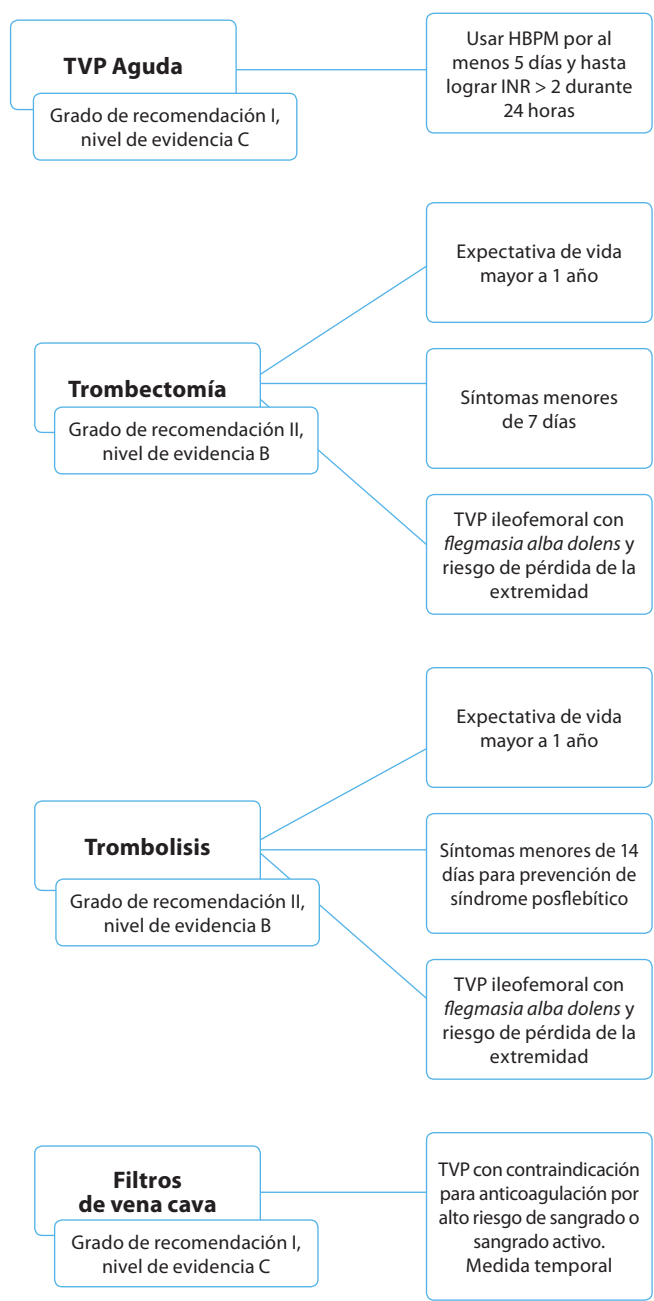 TVP Aguda
Grado de recomendación I,
nivel de evidencia C
Usar HBPM por al
menos 5 días y hasta
lograr INR > 2 durante
24 horas
Trombectomía
Grado de recomendación II,
nivel de evidencia B
Expectativa de vida
mayor a 1 año
Síntomas menores
de 7 días
TVP ileofemoral con
flegmasia alba dolens y
riesgo de pérdida de la
extremidad
Trombolisis
Grado de recomendación II,
nivel de evidencia B
Expectativa de vida
mayor a 1 año
Síntomas menores de 14
días para prevención de
síndrome posflebítico
TVP ileofemoral con
flegmasia alba dolens y
riesgo de pérdida de la
extremidad
Filtros
de vena cava
Grado de recomendación I,
nivel de evidencia C
TVP con contraindicación
para anticoagulación por
alto riesgo de sangrado o
sangrado activo.
Medida temporal